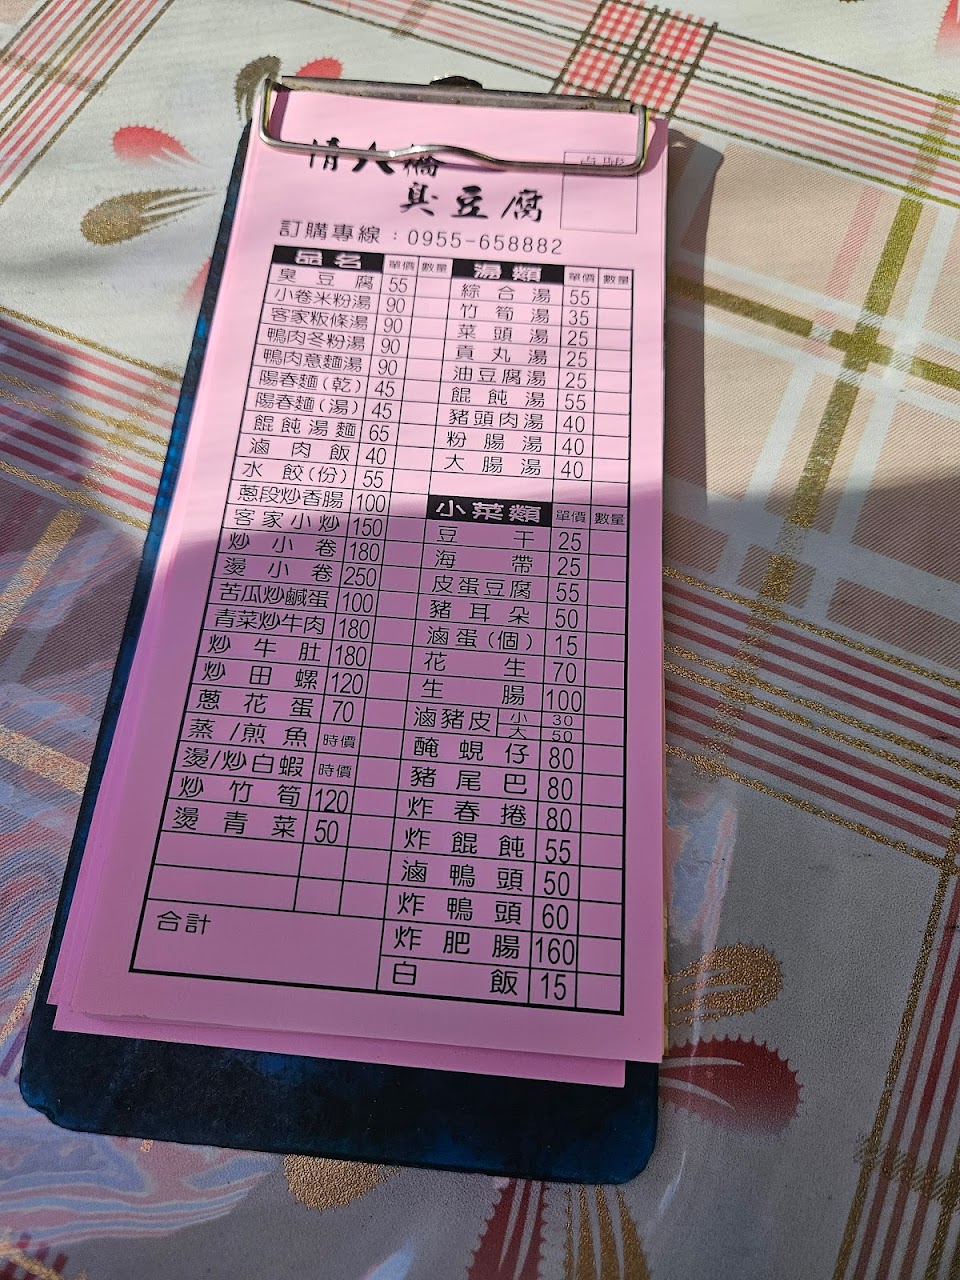 情人橋
臭豆腐
桌號
訂購專線：0955-658882
品名 單價 數量
臭豆腐 55
小卷米粉湯 90
客家粄條湯 90
鴨肉冬粉湯 90
鴨肉意麵湯 90
陽春麵(乾) 45
陽春麵(湯) 45
餛飩湯麵 65
滷肉飯 40
水餃(份) 55
蔥段炒香腸 100
客家小炒 150
炒小卷 180
燙小卷 250
苦瓜炒鹹蛋 100
青菜炒牛肉 180
炒牛肚 180
炒田螺 120
蔥花蛋 70
蒸/煎魚 時價
燙/炒白蝦 時價
炒竹筍 120
燙青菜 50
合計
湯類 單價 數量
綜合湯 55
竹筍湯 35
菜頭湯 25
貢丸湯 25
油豆腐湯 25
餛飩湯 55
豬頭肉湯 40
粉腸湯 40
大腸湯 40
小菜類 單價 數量
豆干 25
海帶 25
皮蛋豆腐 55
豬耳朵 50
滷蛋(個) 15
花生 70
生腸 100
滷豬皮 小 30
大 50
醃蜆仔 80
豬尾巴 80
炸春捲 80
炸餛飩 55
滷鴨頭 50
炸鴨頭 60
炸肥腸 160
白飯 15